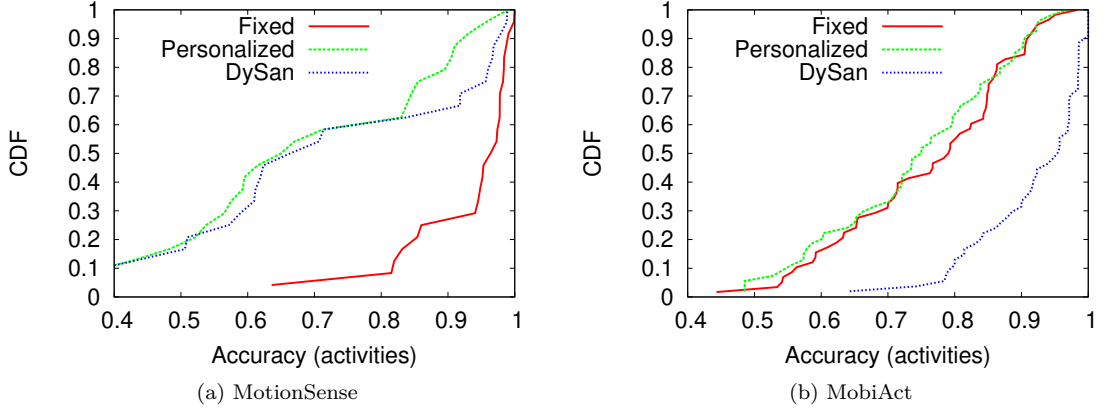 CDF
1
0.9
0.8
0.7
0.6
0.5
0.4
0.3
0.2
0.1
0
Fixed
Personalized
DySan
0.4 0.5 0.6 0.7 0.8 0.9 1
Accuracy (activities)
(a) MotionSense
CDF
1
0.9
0.8
0.7
0.6
0.5
0.4
0.3
0.2
0.1
0
Fixed
Personalized
DySan
0.4 0.5 0.6 0.7 0.8 0.9 1
Accuracy (activities)
(b) MobiAct